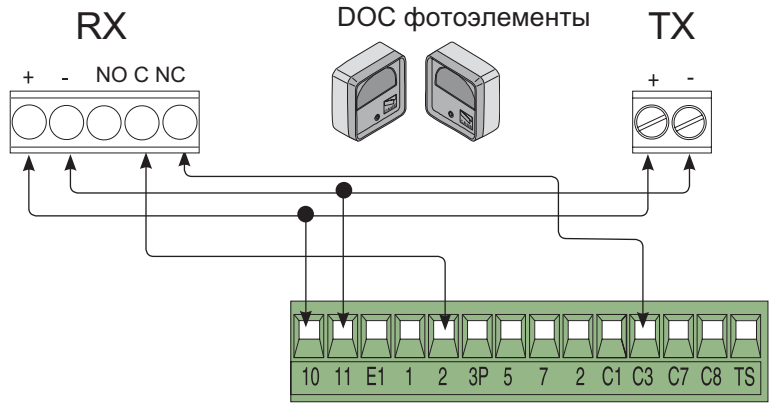 RX DOC фотоэлементы TX
+ - NO C NC + -
10 11 E1 1 2 3P 5 7 2 C1 C3 C7 C8 TS